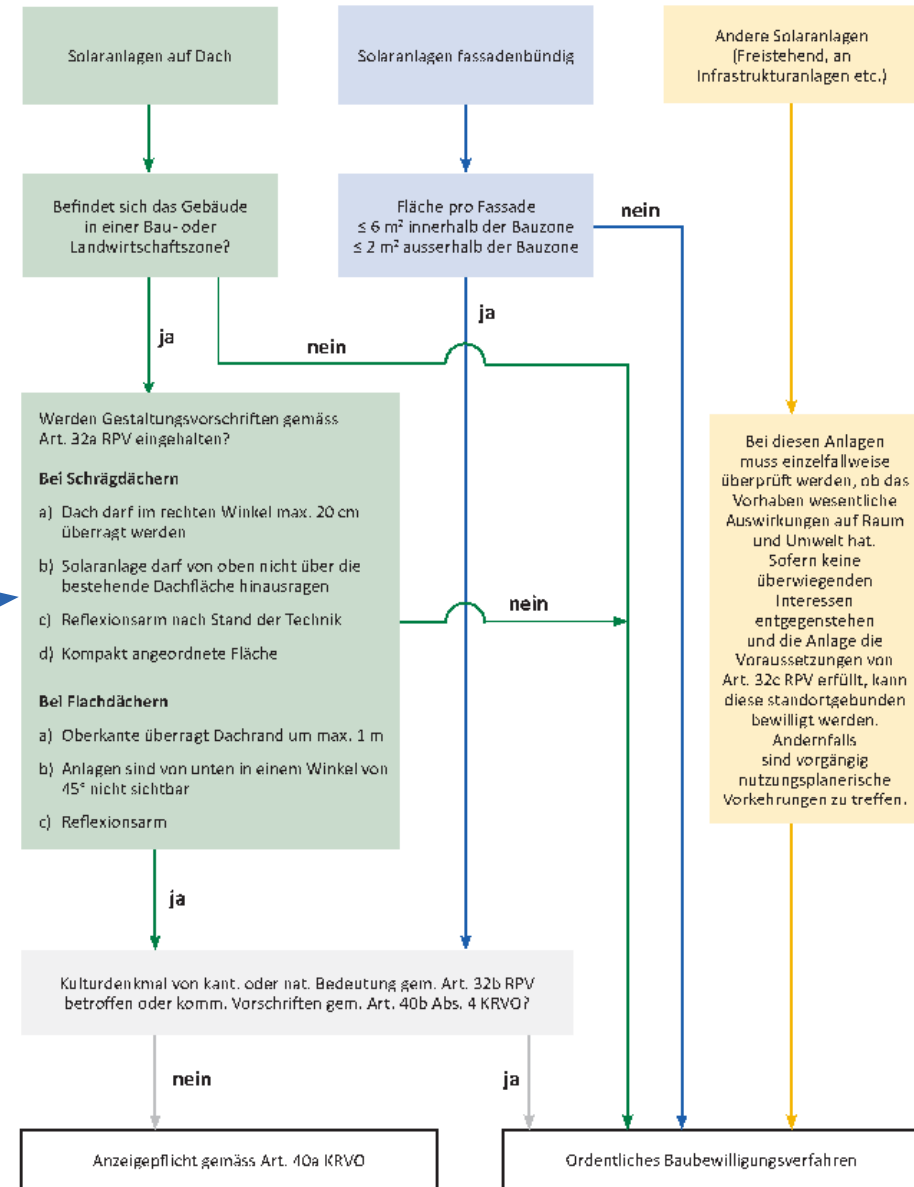 Solaranlagen auf Dach
Solaranlagen fassadenbündig
Andere Solaranlagen
(Freistehend, an
Infrastrukturanlagen etc.)
Befindet sich das Gebäude
in einer Bau- oder
Landwirtschaftszone?
Fläche pro Fassade
≤ 6 m² innerhalb der Bauzone
≤ 2 m² ausserhalb der Bauzone
nein
ja
nein
ja
Werden Gestaltungsvorschriften gemäss
Art. 32a RPV eingehalten?
Bei Schrägdächern
a) Dach darf im rechten Winkel max. 20 cm
überragt werden
b) Solaranlage darf von oben nicht über die
bestehende Dachfläche hinausragen
c) Reflexionsarm nach Stand der Technik
d) Kompakt angeordnete Fläche
Bei Flachdächern
a) Oberkante überragt Dachrand um max. 1 m
b) Anlagen sind von unten in einem Winkel von
45° nicht sichtbar
c) Reflexionsarm
nein
Bei diesen Anlagen
muss einzelfallweise
überprüft werden, ob das
Vorhaben wesentliche
Auswirkungen auf Raum
und Umwelt hat.
Sofern keine
überwiegenden
Interessen
entgegenstehen
und die Anlage die
Voraussetzungen von
Art. 32c RPV erfüllt, kann
diese standortgebunden
bewilligt werden.
Andernfalls
sind vorgängig
nutzungsplanerische
Vorkehrungen zu treffen.
ja
Kulturdenkmal von kant. oder nat. Bedeutung gem. Art. 32b RPV
betroffen oder komm. Vorschriften gem. Art. 40b Abs. 4 KRVO?
nein
ja
Anzeigepflicht gemäss Art. 40a KRVO
Ordentliches Baubewilligungsverfahren